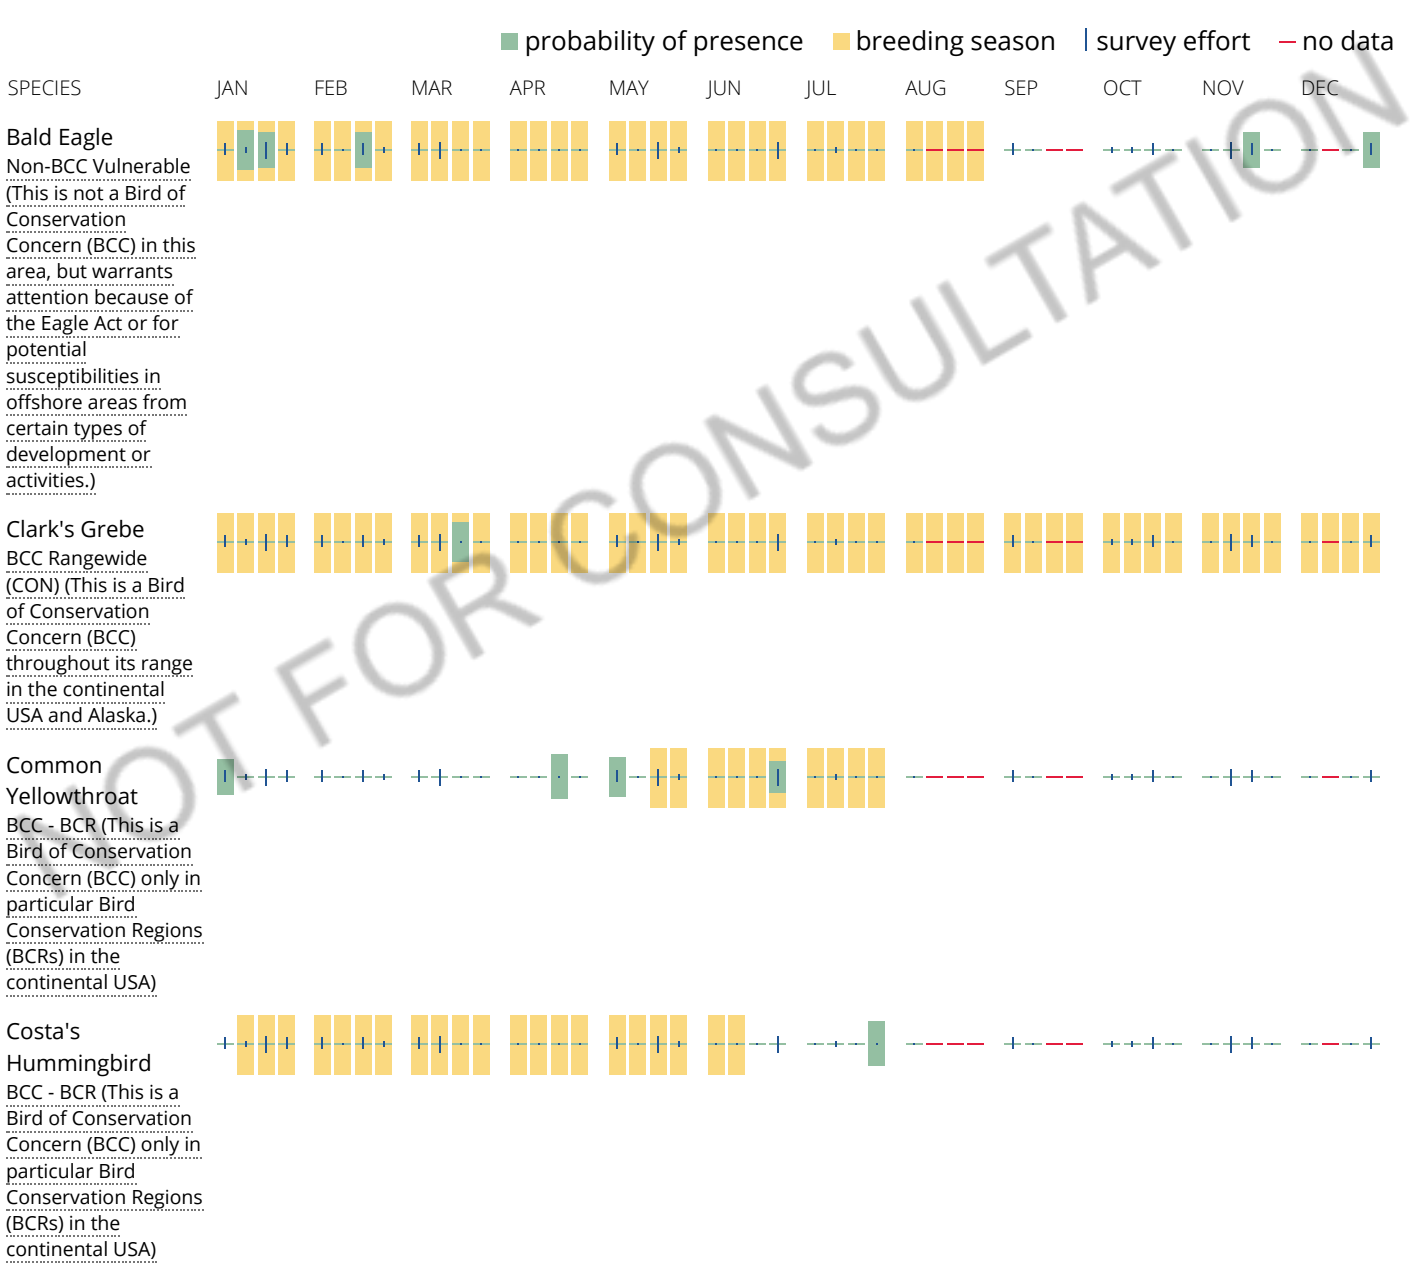 probability of presence breeding season survey effort no data
SPECIES JAN FEB MAR APR MAY JUN JUL AUG SEP OCT NOV DEC
Bald Eagle
Non-BCC Vulnerable
(This is not a Bird of
Conservation
Concern (BCC) in this
area, but warrants
attention because of
the Eagle Act or for
potential
susceptibilities in
offshore areas from
certain types of
development or
activities.)
Clark's Grebe
BCC Rangewide
(CON) (This is a Bird
of Conservation
Concern (BCC)
throughout its range
in the continental
USA and Alaska.)
Common
Yellowthroat
BCC - BCR (This is a
Bird of Conservation
Concern (BCC) only in
particular Bird
Conservation Regions
(BCRs) in the
continental USA)
Costa's
Hummingbird
BCC - BCR (This is a
Bird of Conservation
Concern (BCC) only in
particular Bird
Conservation Regions
(BCRs) in the
continental USA)
NOT FOR CONSULTATION